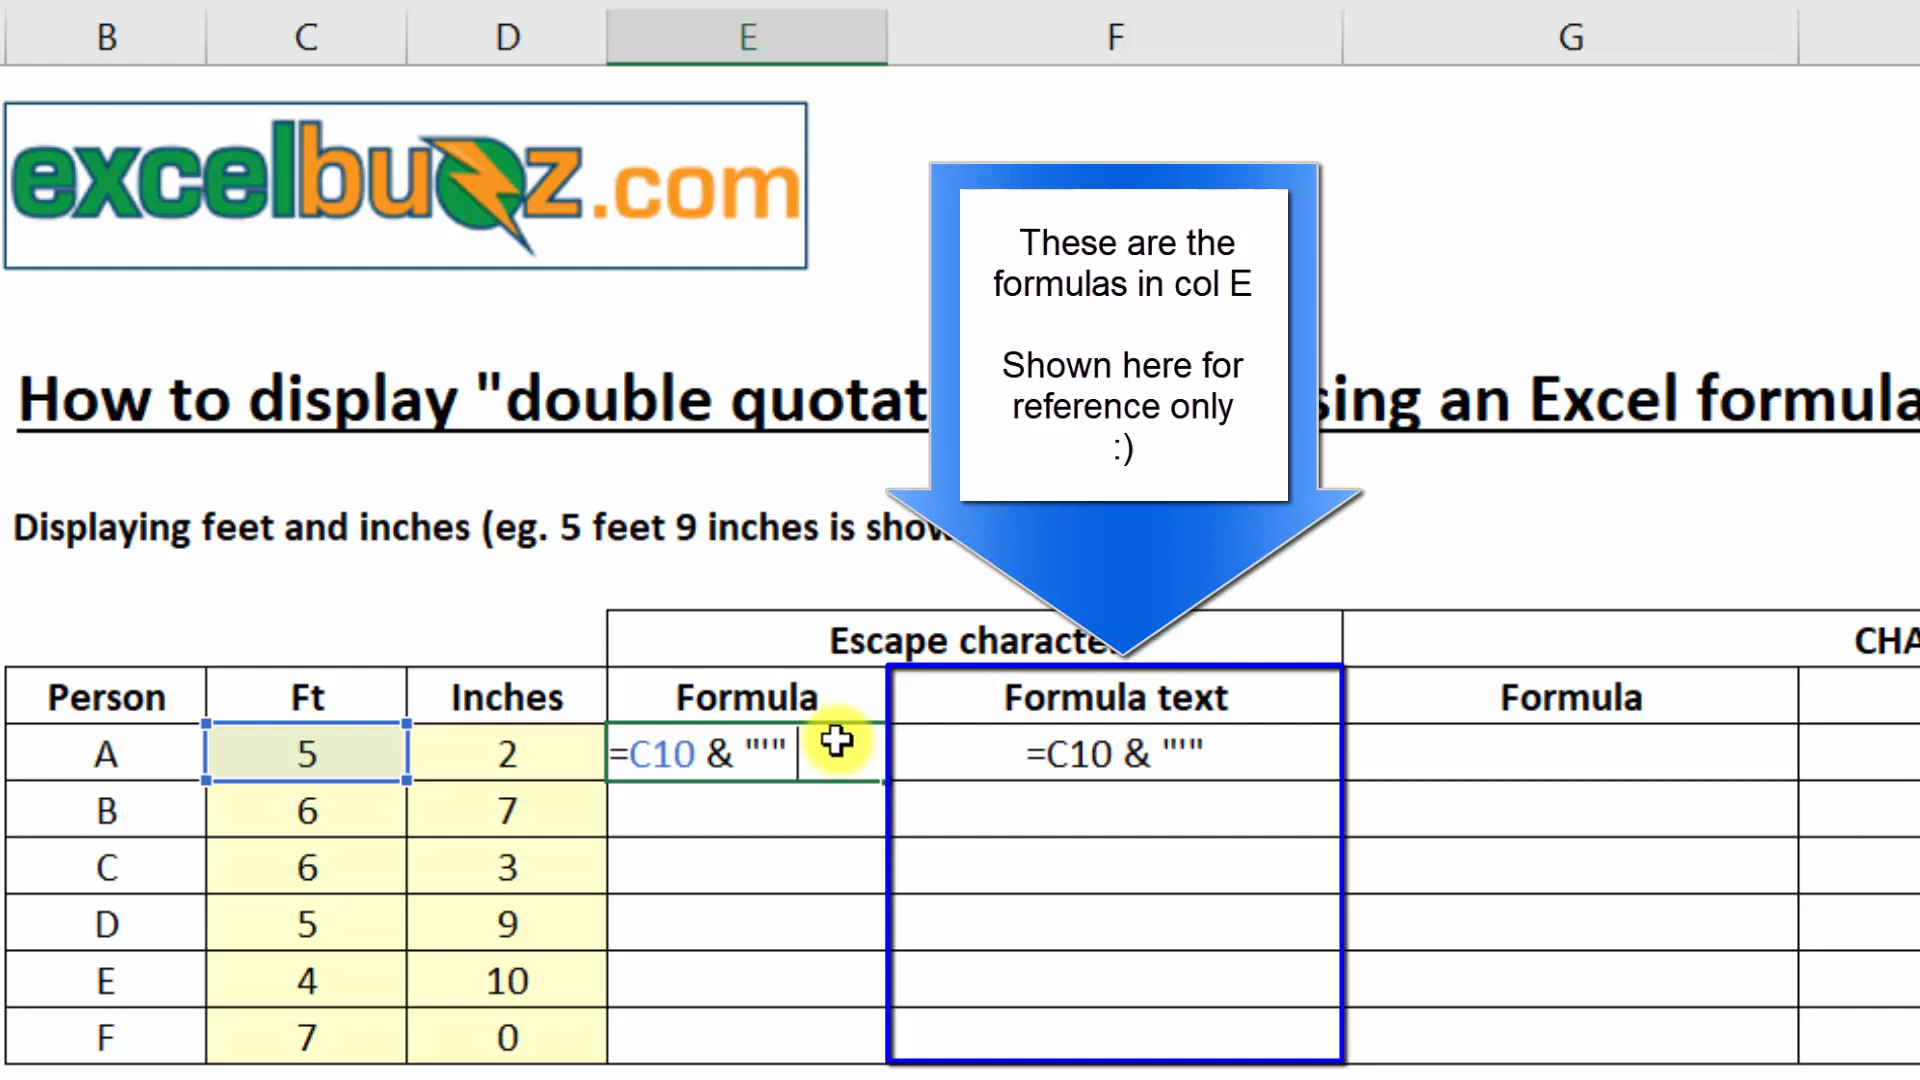 B C D E F G
excelbuzz.com
These are the
formulas in col E
Shown here for
reference only
:)
How to display "double quotat sing an Excel formula
Displaying feet and inches (eg. 5 feet 9 inches is show
Escape characte CHA
Person Ft Inches Formula Formula text Formula
A 5 2 =C10 & "'" =C10 & "'"
B 6 7
C 6 3
D 5 9
E 4 10
F 7 0